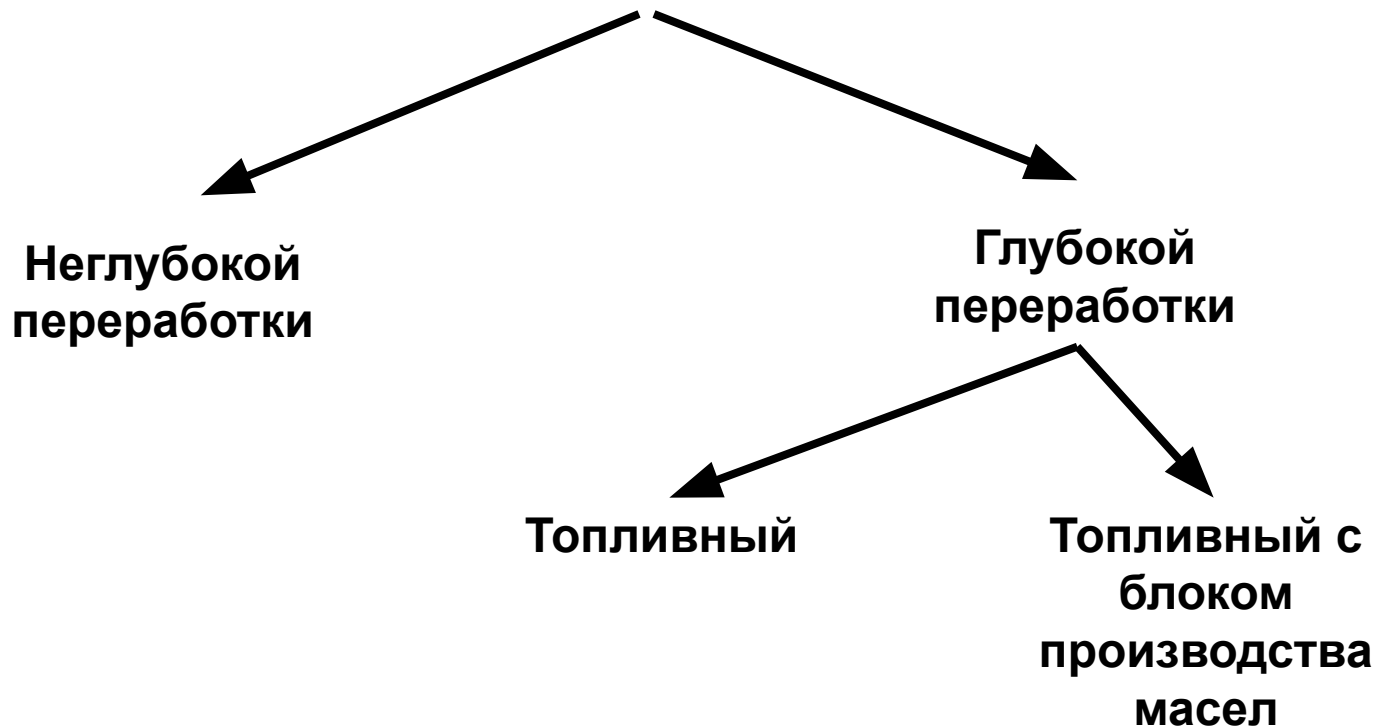 Неглубокой
переработки
Глубокой
переработки
Топливный
Топливный с
блоком
производства
масел